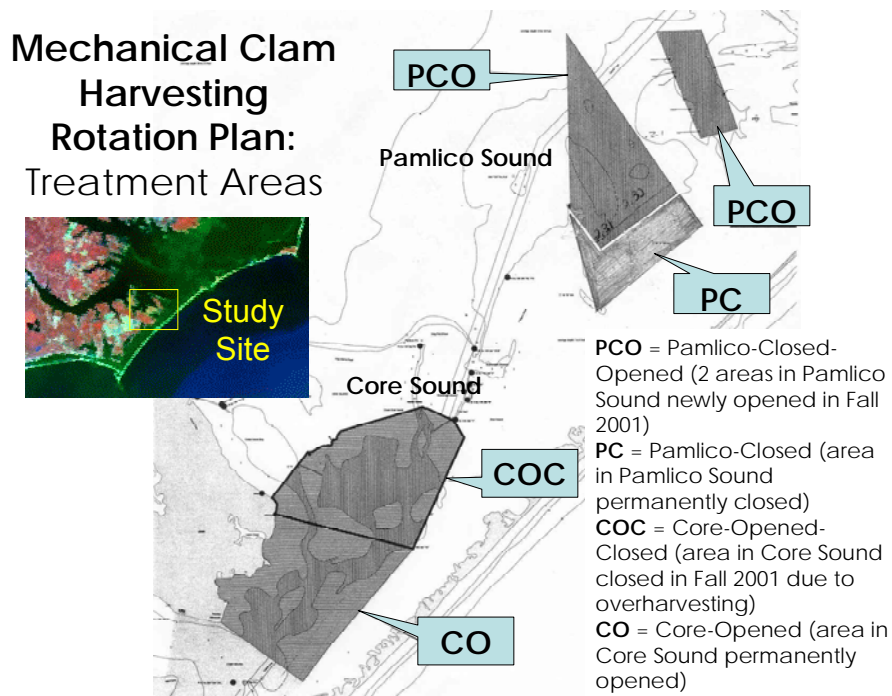 Mechanical Clam
Harvesting
Rotation Plan:
Treatment Areas
PCO
Pamlico Sound
PCO
PC
Study
Site
Core Sound
COC
CO
PCO = Pamlico-Closed-
Opened (2 areas in Pamlico
Sound newly opened in Fall
2001)
PC = Pamlico-Closed (area
in Pamlico Sound
permanently closed)
COC = Core-Opened-
Closed (area in Core Sound
closed in Fall 2001 due to
overharvesting)
CO = Core-Opened (area in
Core Sound permanently
opened)